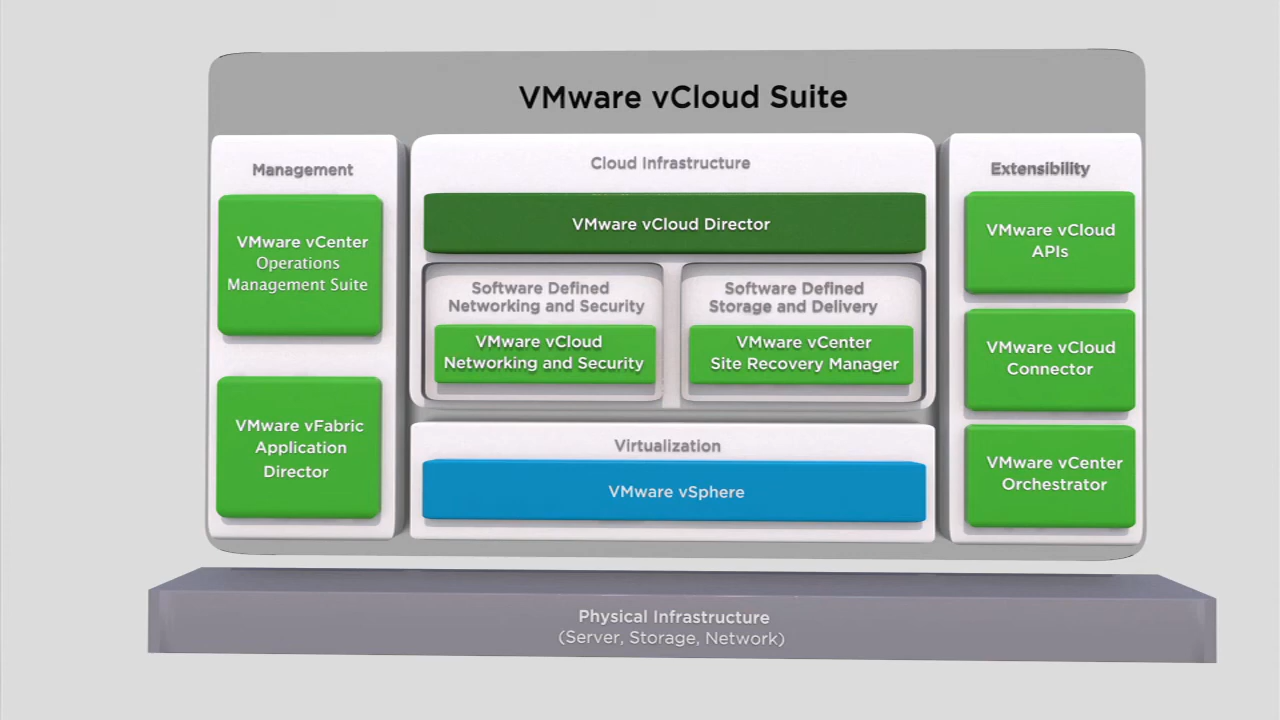 VMware vCloud Suite
Management
VMware vCenter
Operations
Management Suite
VMware vFabric
Application
Director
Cloud Infrastructure
VMware vCloud Director
Software Defined
Networking and Security
VMware vCloud
Networking and Security
Software Defined
Storage and Delivery
VMware vCenter
Site Recovery Manager
Virtualization
VMware vSphere
Extensibility
VMware vCloud
APIs
VMware vCloud
Connector
VMware vCenter
Orchestrator
Physical Infrastructure
(Server, Storage, Network)